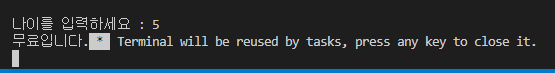 나이를 입력하세요 : 5
무료입니다. * Terminal will be reused by tasks, press any key to close it.